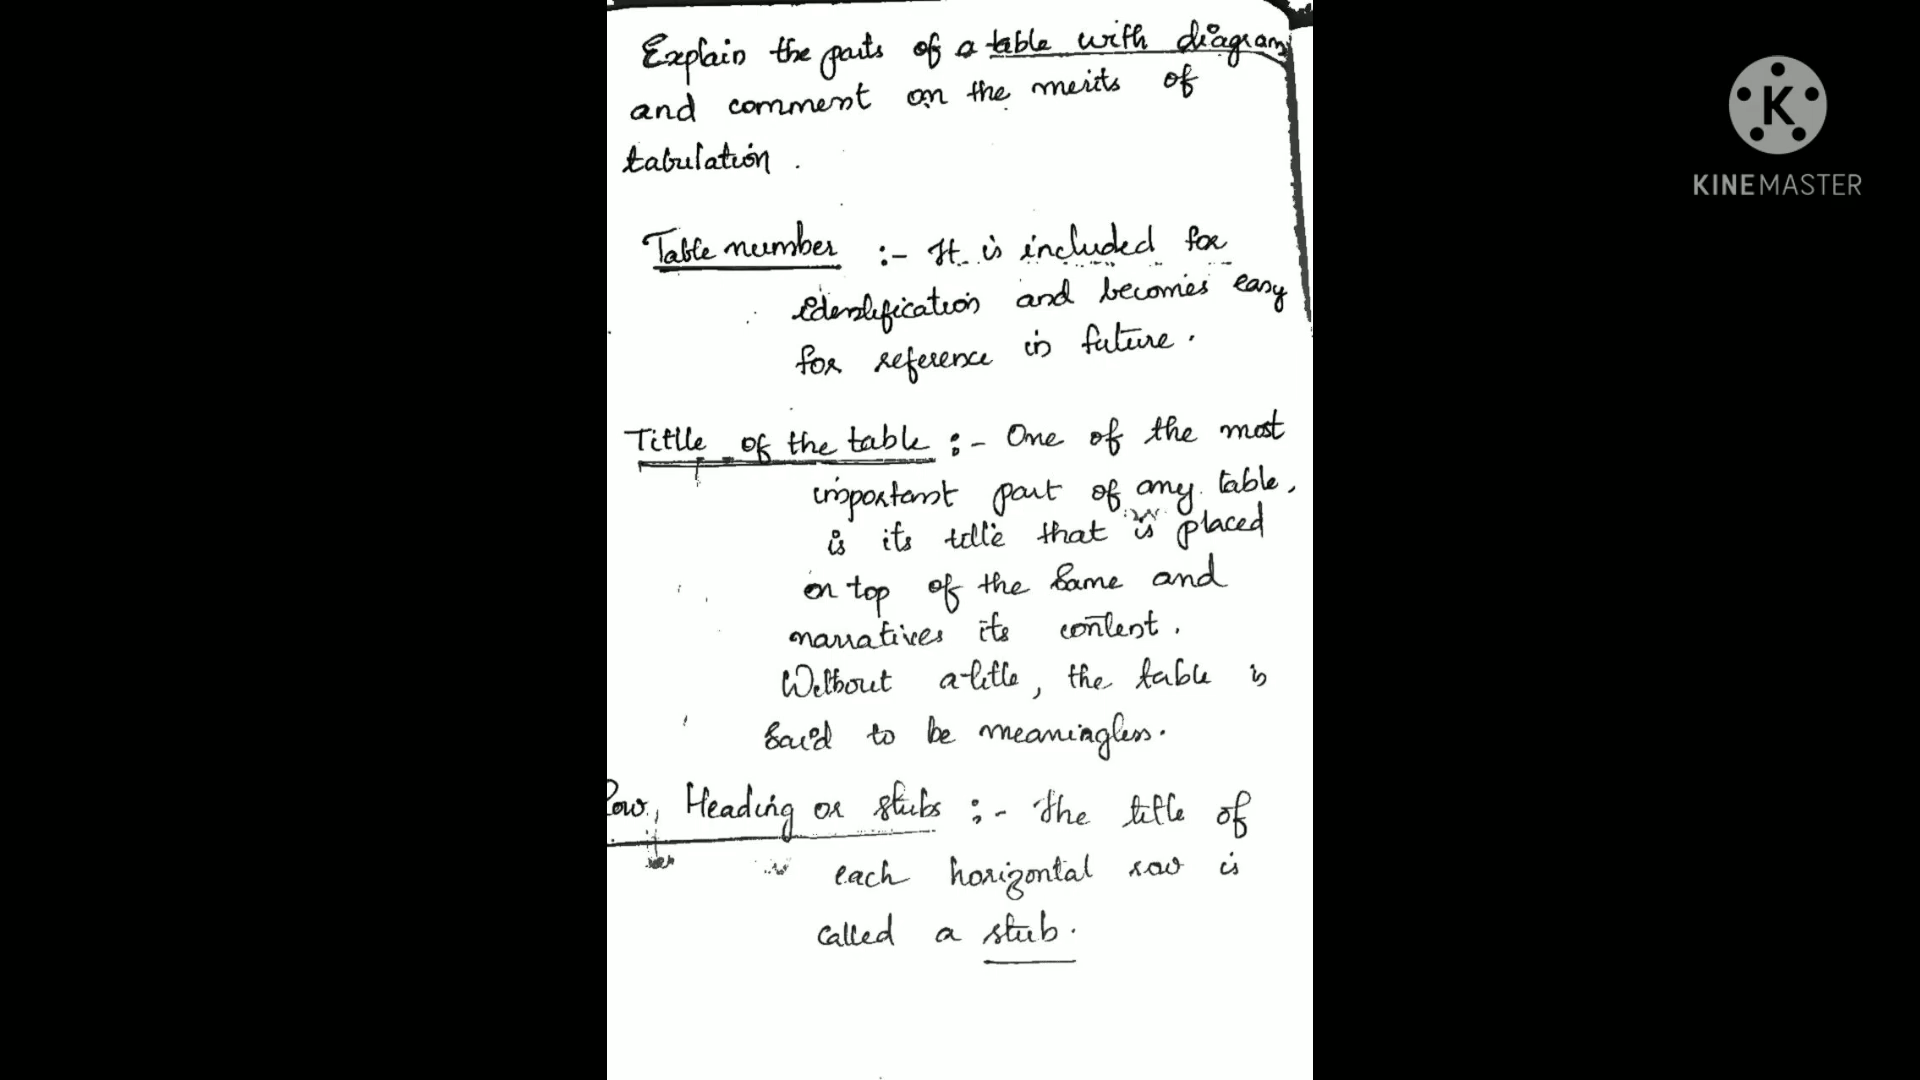 Explain the parts of a table with diagram
and comment on the merits of
tabulation.
Table number :- It is included for
identification and becomes easy
for reference in future.
Titlle of the table :- One of the most
important part of any table,
is its title that is placed
on top of the same and
narratives its content.
Without a title, the table is
said to be meaningless.
Row, Heading or stubs :- The title of
each horizontal row is
called a stub.
K
KINEMASTER